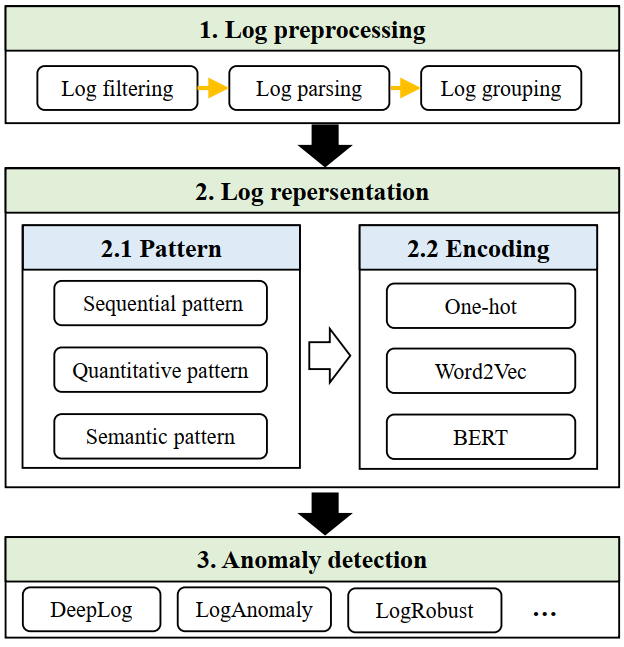 1. Log preprocessing
Log filtering
Log parsing
Log grouping
2. Log repersentation
2.1 Pattern
Sequential pattern
Quantitative pattern
Semantic pattern
2.2 Encoding
One-hot
Word2Vec
BERT
3. Anomaly detection
DeepLog
LogAnomaly
LogRobust
...